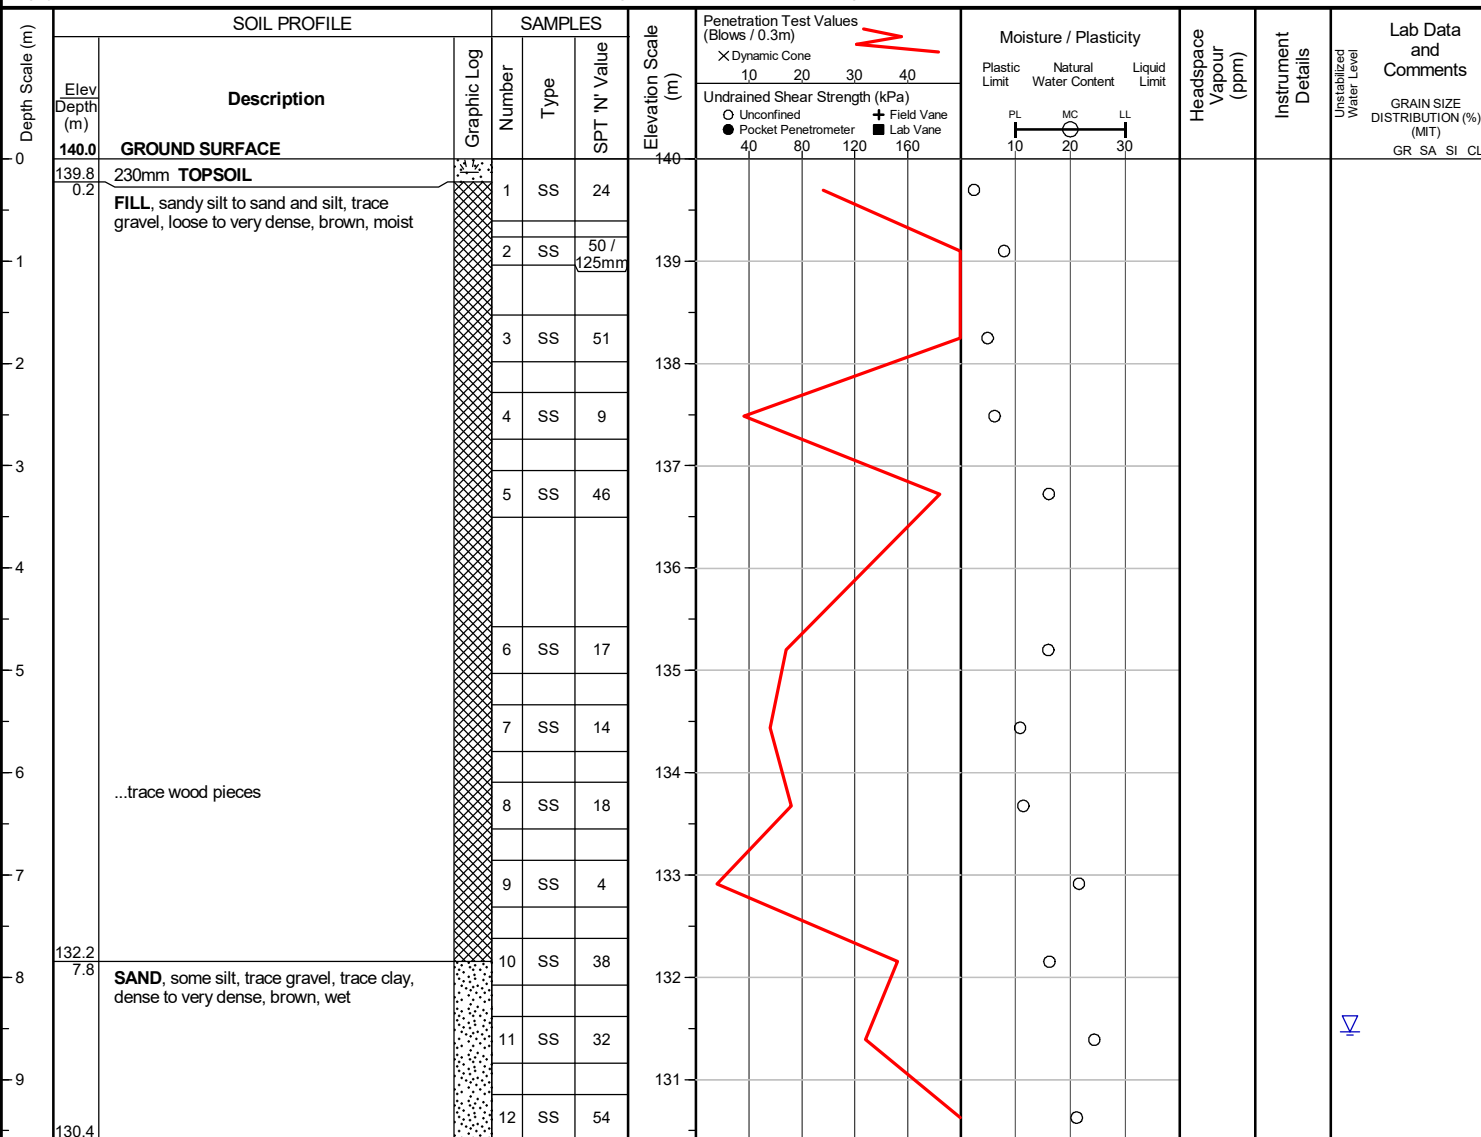 SOIL PROFILE
SAMPLES
Depth Scale (m)
Elev
Depth
(m)
Description
Graphic Log
Number
Type
SPT 'N' Value
Elevation Scale
(m)
Penetration Test Values
(Blows / 0.3m)
Dynamic Cone
10 20 30 40
Undrained Shear Strength (kPa)
Unconfined
Field Vane
Pocket Penetrometer
Lab Vane
40 80 120 160
Moisture / Plasticity
Plastic
Limit
Natural
Water Content
Liquid
Limit
PL MC LL
10 20 30
Headspace
Vapour
(ppm)
Instrument
Details
Unstabilized
Water Level
Lab Data
and
Comments
GRAIN SIZE
DISTRIBUTION (%)
(MIT)
GR SA SI CL
140.0 GROUND SURFACE
0 140
139.8 230mm TOPSOIL
0.2
FILL, sandy silt to sand and silt, trace
gravel, loose to very dense, brown, moist
1 SS 24
2 SS 50 /
125mm
1 139
3 SS 51
2 138
4 SS 9
3 137
5 SS 46
4 136
6 SS 17
5 135
7 SS 14
6 134
...trace wood pieces
8 SS 18
7 133
9 SS 4
132.2
7.8
10 SS 38
SAND, some silt, trace gravel, trace clay,
dense to very dense, brown, wet
8 132
11 SS 32
9 131
12 SS 54
130.4